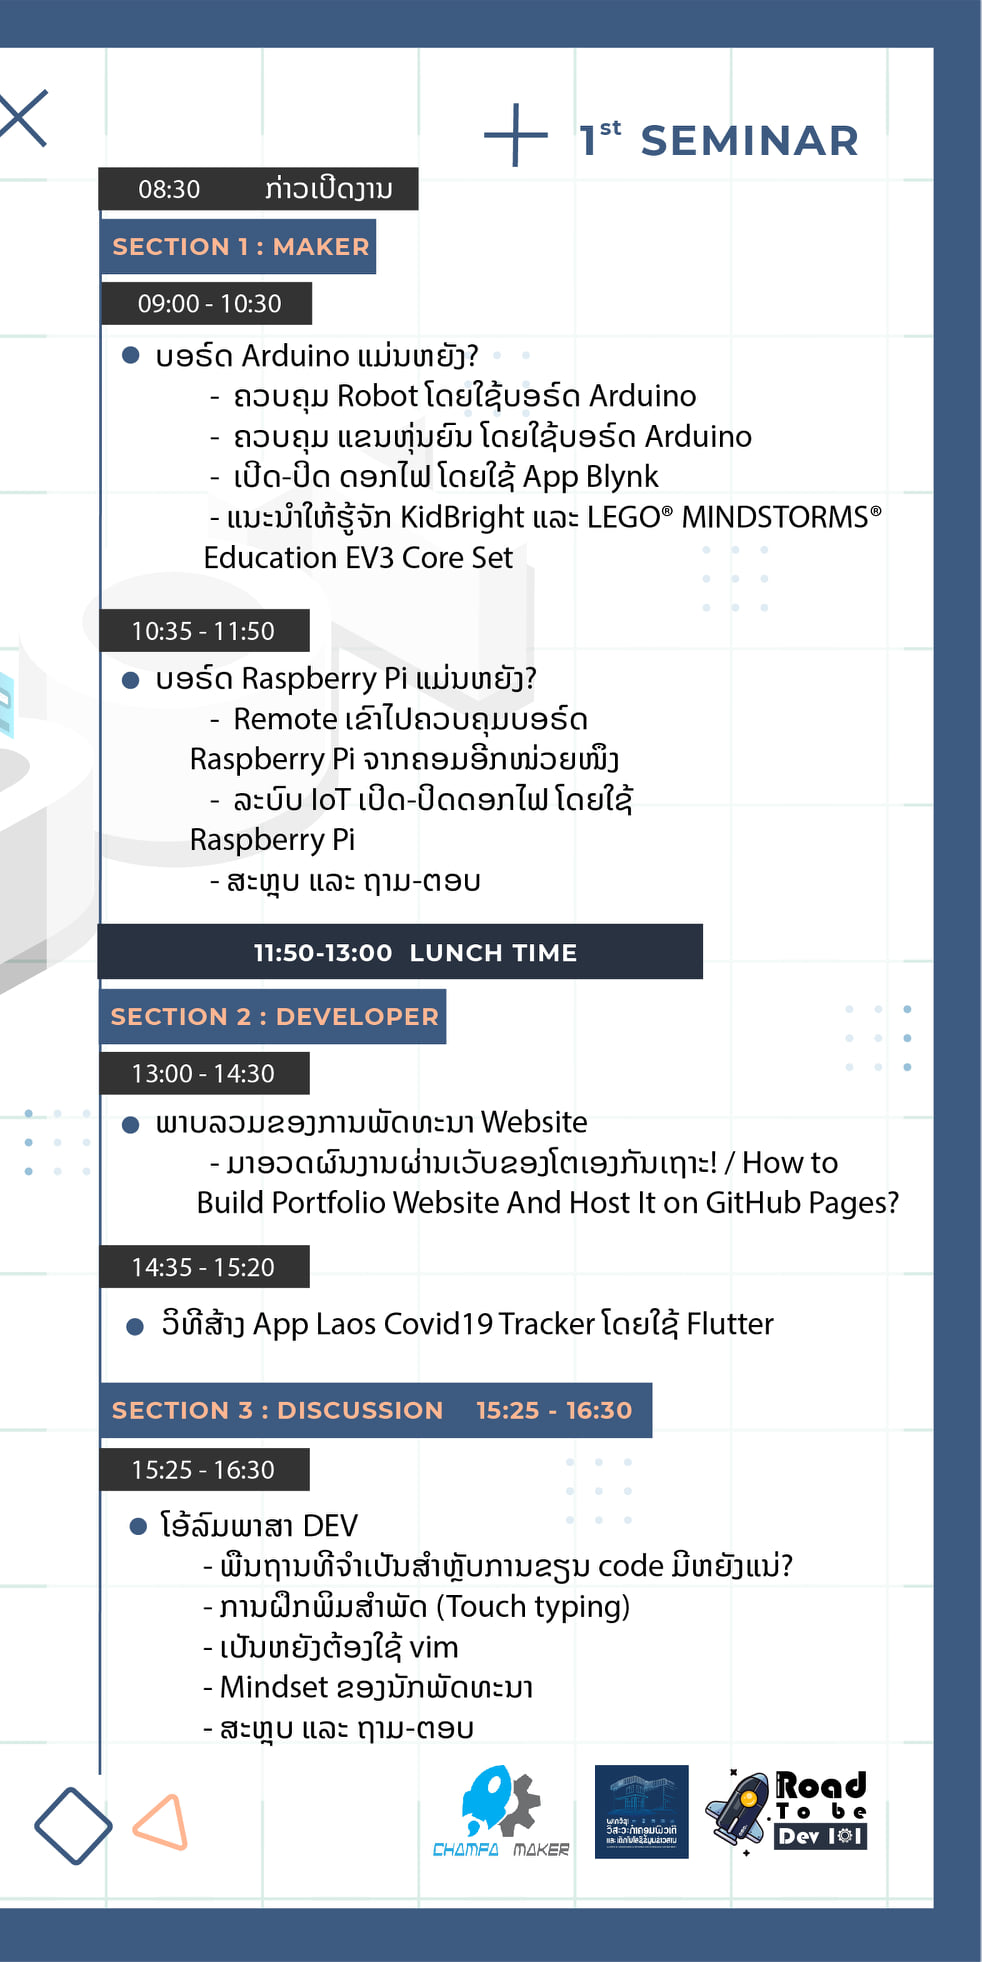 1st SEMINAR
08:30 ກ່າວເປີດງານ
SECTION 1 : MAKER
09:00 - 10:30
ບອຣ໌ດ Arduino ແມ່ນຫຍັງ?
- ຄວບຄຸມ Robot ໂດຍໃຊ້ບອຣ໌ດ Arduino
- ຄວບຄຸມ ແຂນຫຸ່ນຍົນ ໂດຍໃຊ້ບອຣ໌ດ Arduino
- ເປີດ-ປິດ ດອກໄຟ ໂດຍໃຊ້ App Blynk
- ແນະນຳໃຫ້ຮູ້ຈັກ KidBright ແລະ LEGO® MINDSTORMS®
Education EV3 Core Set
10:35 - 11:50
ບອຣ໌ດ Raspberry Pi ແມ່ນຫຍັງ?
- Remote ເຂົາໄປຄວບຄຸມບອຣ໌ດ
Raspberry Pi ຈາກຄອມອີກໜ່ວຍໜຶ່ງ
- ລະບົບ IoT ເປີດ-ປິດດອກໄຟ ໂດຍໃຊ້
Raspberry Pi
- ສະຫຼຸບ ແລະ ຖາມ-ຕອບ
11:50-13:00 LUNCH TIME
SECTION 2 : DEVELOPER
13:00 - 14:30
ພາບລວມຂອງການພັດທະນາ Website
- ມາອວດຜົນງານຜ່ານເວັບຂອງໂຕເອງກັນເຖາະ! / How to
Build Portfolio Website And Host It on GitHub Pages?
14:35 - 15:20
ວິທີສ້າງ App Laos Covid19 Tracker ໂດຍໃຊ້ Flutter
SECTION 3 : DISCUSSION 15:25 - 16:30
15:25 - 16:30
ໂອ້ລົມພາສາ DEV
- ພື້ນຖານທີ່ຈຳເປັນສຳຫຼັບການຂຽນ code ມີຫຍັງແນ່?
- ການຝຶກພິມສຳພັດ (Touch typing)
- ເປັນຫຍັງຕ້ອງໃຊ້ vim
- Mindset ຂອງນັກພັດທະນາ
- ສະຫຼຸບ ແລະ ຖາມ-ຕອບ
CHAMPA MAKER
Road
To be
Dev 101